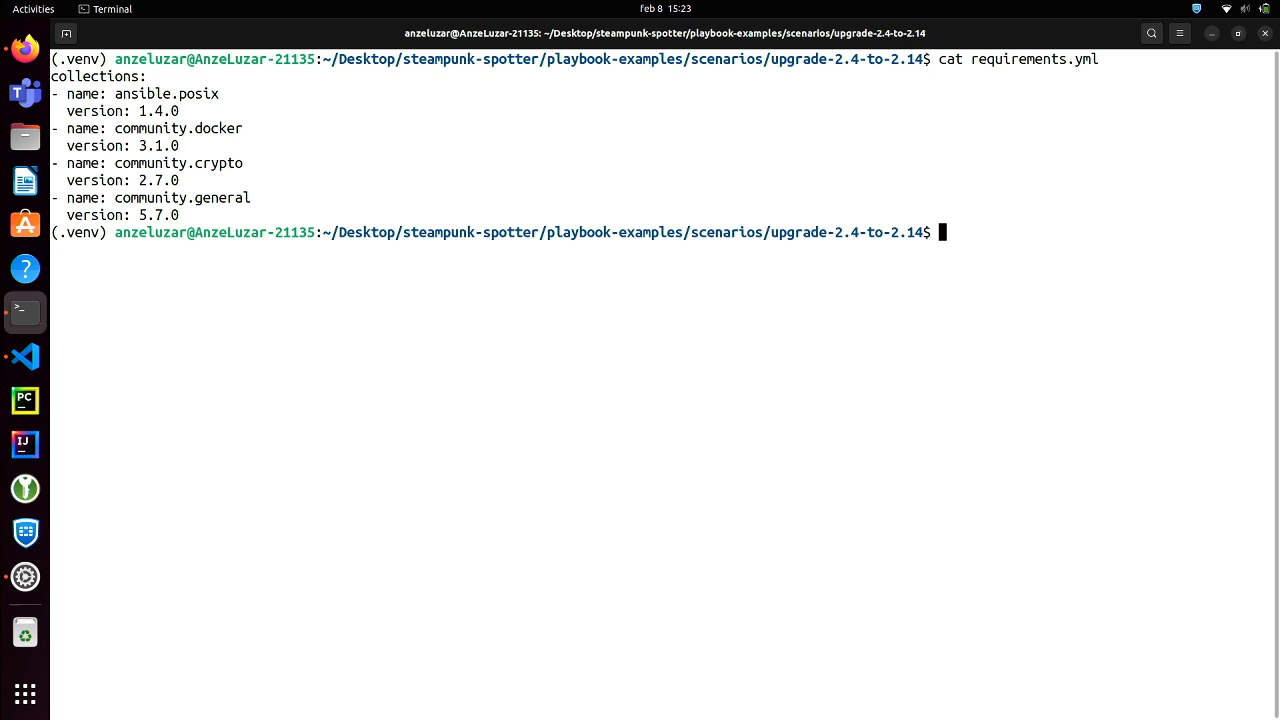 Activities
Terminal
feb 8 15:23
anzeluzar@AnzeLuzar-21135: ~/Desktop/steampunk-spotter/playbook-examples/scenarios/upgrade-2.4-to-2.14
(.venv) anzeluzar@AnzeLuzar-21135:~/Desktop/steampunk-spotter/playbook-examples/scenarios/upgrade-2.4-to-2.14$ cat requirements.yml
collections:
- name: ansible.posix
  version: 1.4.0
- name: community.docker
  version: 3.1.0
- name: community.crypto
  version: 2.7.0
- name: community.general
  version: 5.7.0
(.venv) anzeluzar@AnzeLuzar-21135:~/Desktop/steampunk-spotter/playbook-examples/scenarios/upgrade-2.4-to-2.14$
T
A
?
>_
PC
IJ